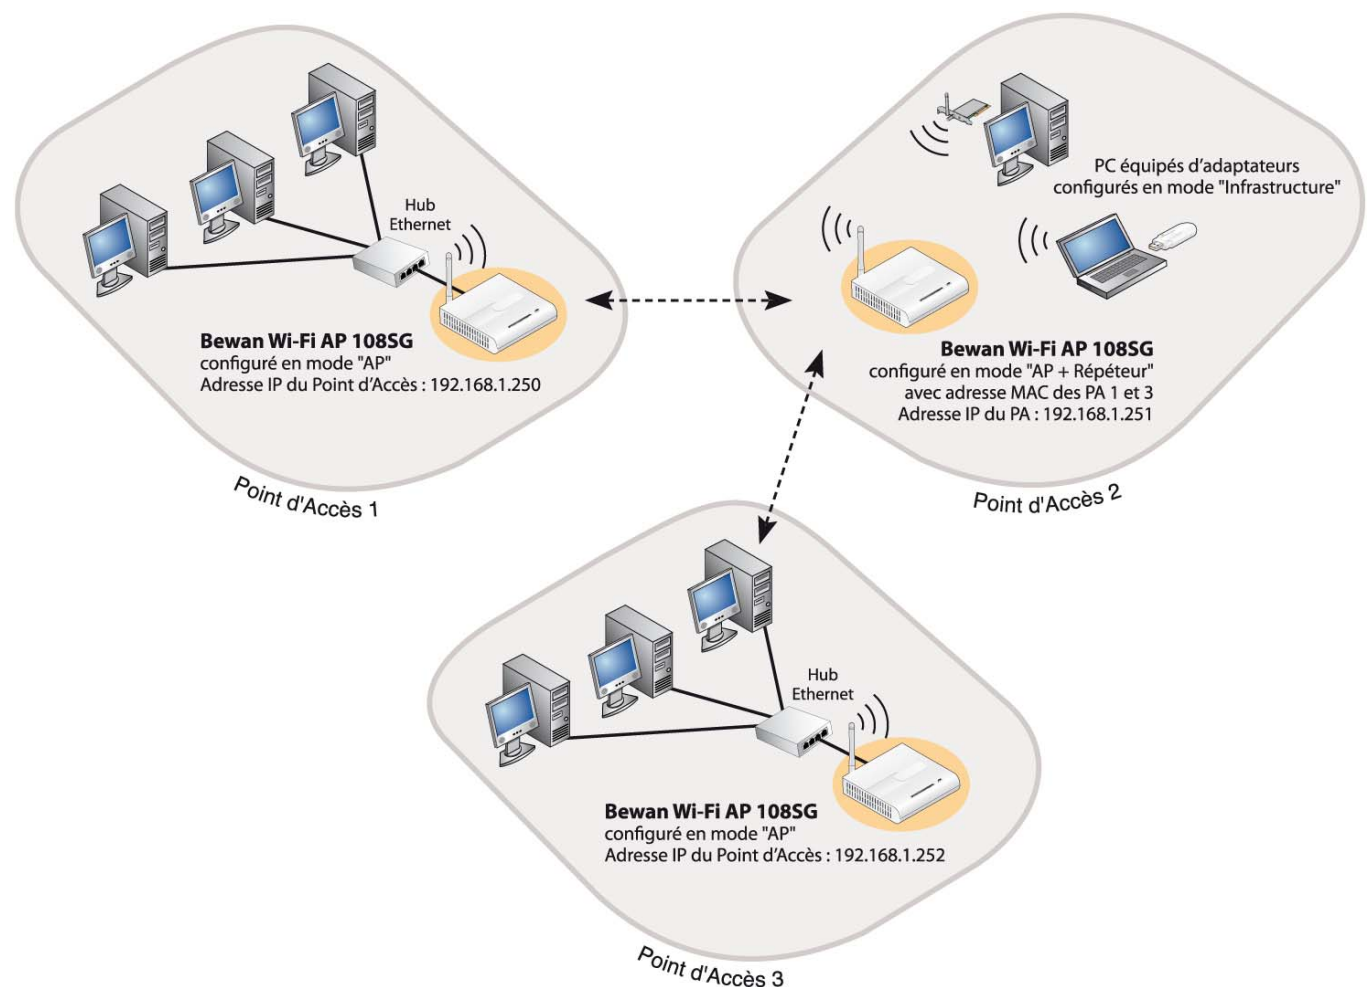 Hub
Ethernet
Bewan Wi-Fi AP 108SG
configuré en mode "AP"
Adresse IP du Point d'Accès : 192.168.1.250
Point d'Accès 1
PC équipés d'adaptateurs
configurés en mode "Infrastructure"
Bewan Wi-Fi AP 108SG
configuré en mode "AP + Répéteur"
avec adresse MAC des PA 1 et 3
Adresse IP du PA : 192.168.1.251
Point d'Accès 2
Hub
Ethernet
Bewan Wi-Fi AP 108SG
configuré en mode "AP"
Adresse IP du Point d'Accès : 192.168.1.252
Point d'Accès 3